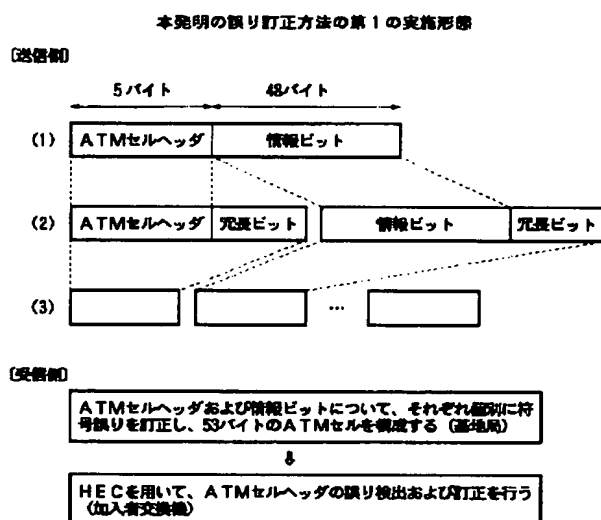 本発明の誤り訂正方法の第1の実施形態
〔送信側〕
5バイト 48バイト
(1) ATMセルヘッダ 情報ビット
(2) ATMセルヘッダ 冗長ビット 情報ビット 冗長ビット
(3) …
〔受信側〕
ATMセルヘッダおよび情報ビットについて、それぞれ個別に符
号誤りを訂正し、53バイトのATMセルを構成する（基地局）
⇩
HECを用いて、ATMセルヘッダの誤り検出および訂正を行う
（加入者交換機）